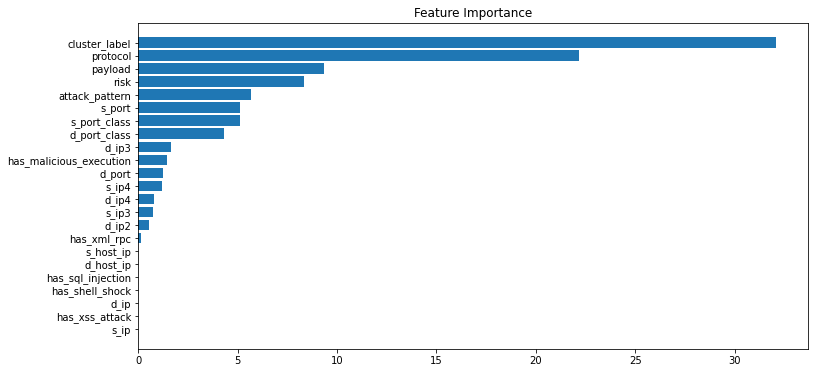 Feature Importance
cluster_label
protocol
payload
risk
attack_pattern
s_port
s_port_class
d_port_class
d_ip3
has_malicious_execution
d_port
s_ip4
d_ip4
s_ip3
d_ip2
has_xml_rpc
s_host_ip
d_host_ip
has_sql_injection
has_shell_shock
d_ip
has_xss_attack
s_ip
0 5 10 15 20 25 30